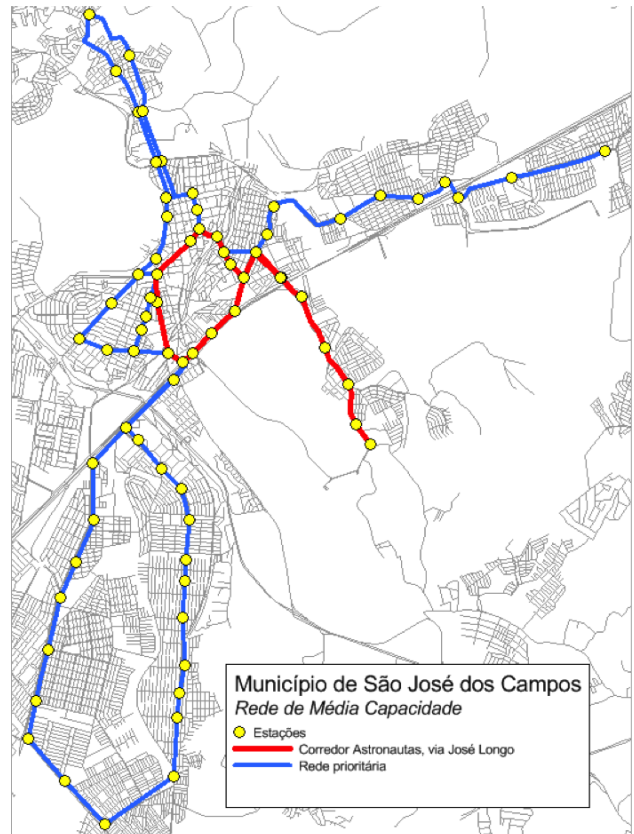 Município de São José dos Campos
Rede de Média Capacidade
Estações
Corredor Astronautas, via José Longo
Rede prioritária